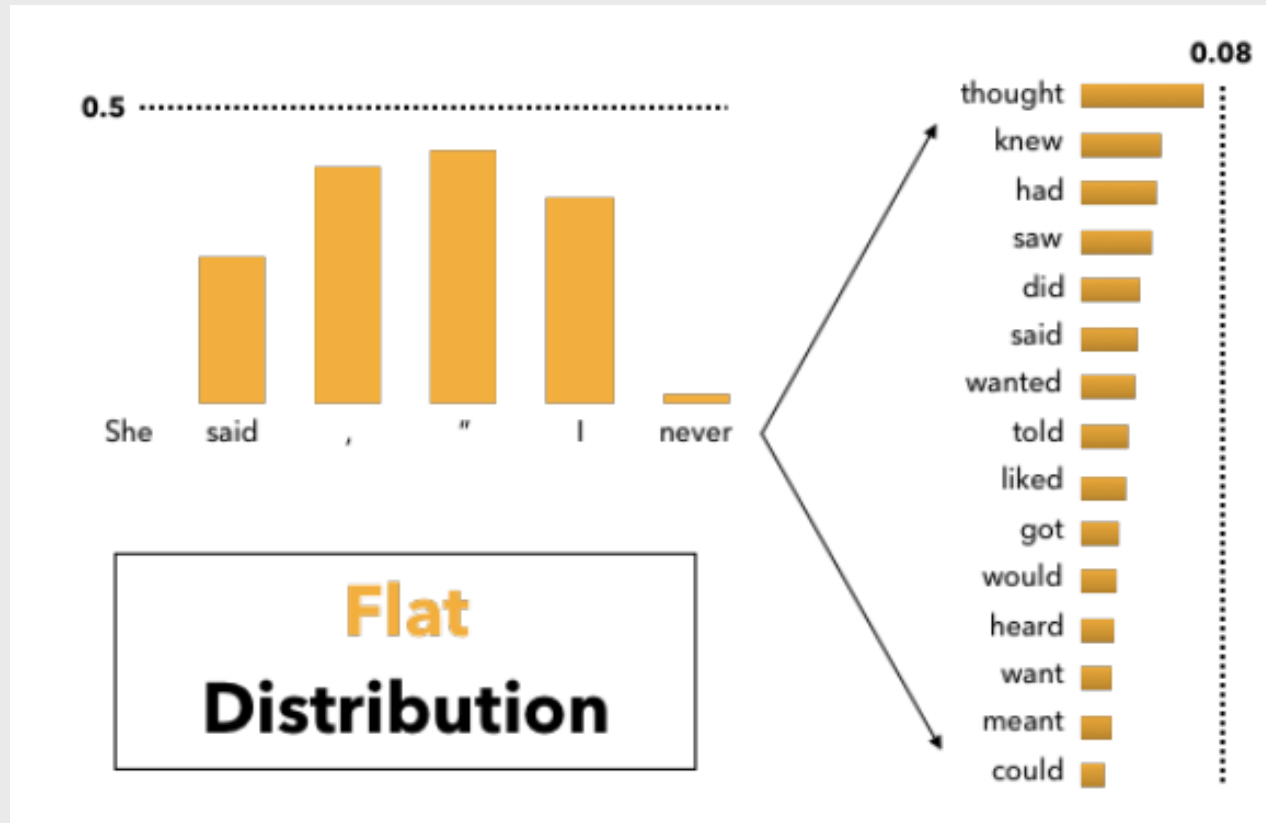 0.5
She said , " I never
Flat
Distribution
0.08
thought
knew
had
saw
did
said
wanted
told
liked
got
would
heard
want
meant
could